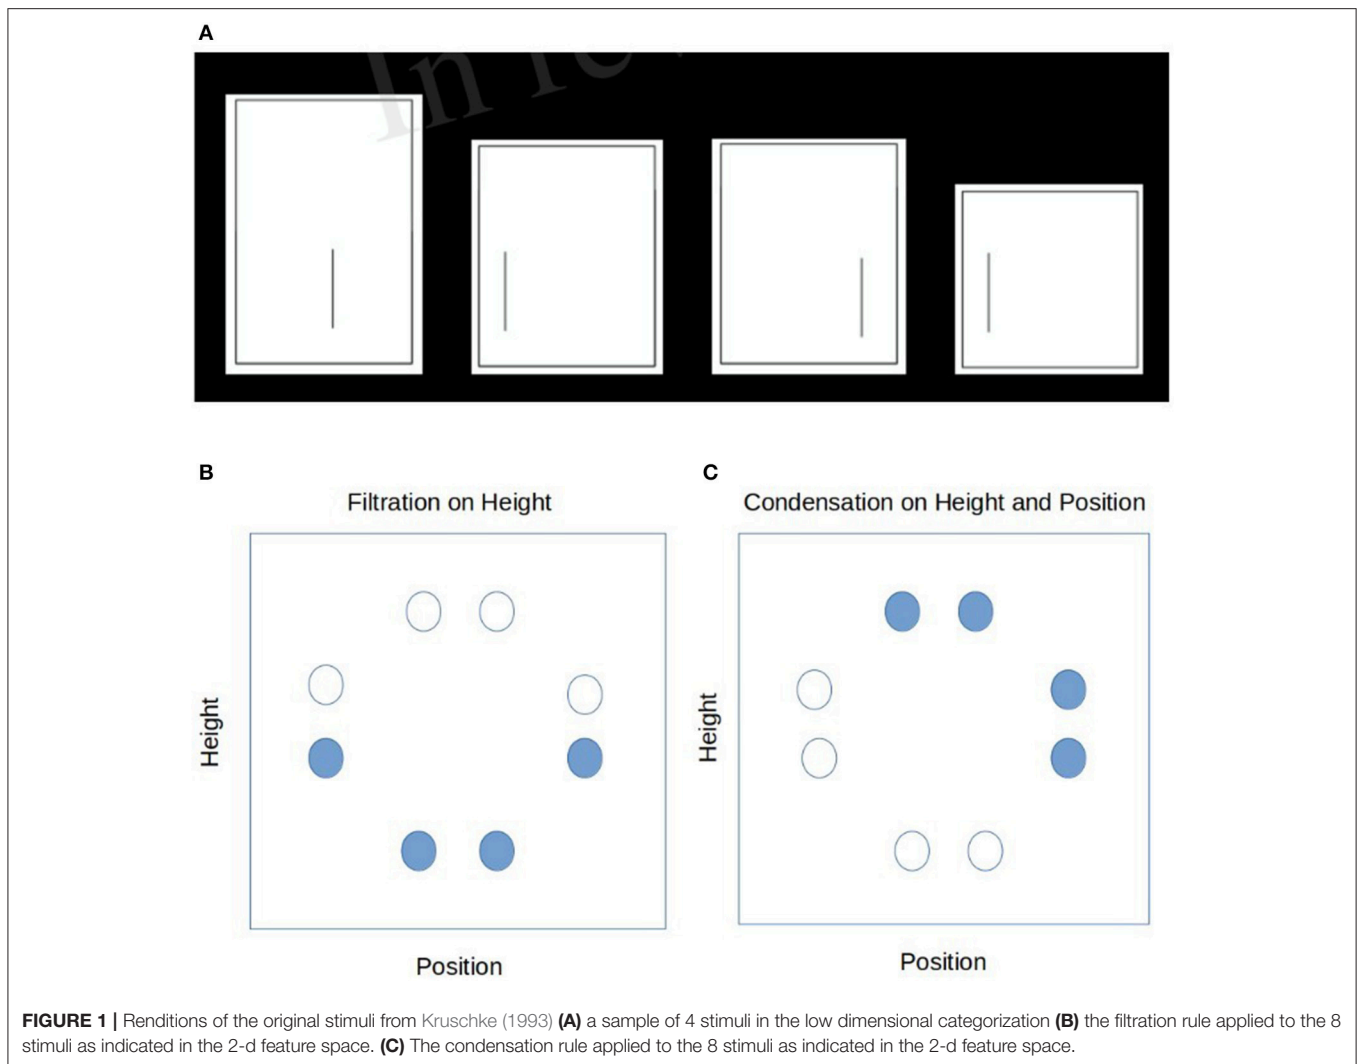 A
In re
B
C
Filtration on Height
Condensation on Height and Position
Height
Height
Position
Position
FIGURE 1 | Renditions of the original stimuli from Kruschke (1993) (A) a sample of 4 stimuli in the low dimensional categorization (B) the filtration rule applied to the 8
stimuli as indicated in the 2-d feature space. (C) The condensation rule applied to the 8 stimuli as indicated in the 2-d feature space.